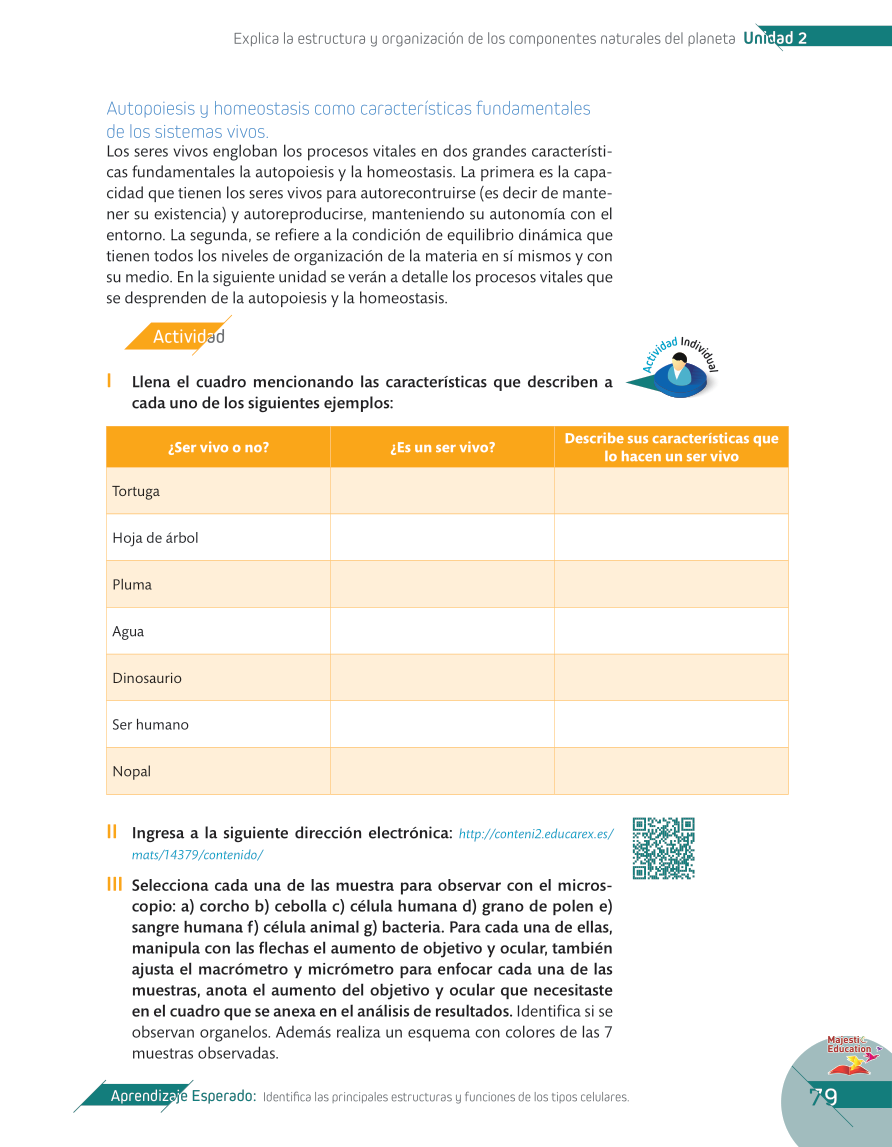 Explica la estructura y organización de los componentes naturales del planeta Unidad 2
Autopoiesis y homeostasis como características fundamentales
de los sistemas vivos.
Los seres vivos engloban los procesos vitales en dos grandes característi-
cas fundamentales la autopoiesis y la homeostasis. La primera es la capa-
cidad que tienen los seres vivos para autorecontruirse (es decir de mante-
ner su existencia) y autoreproducirse, manteniendo su autonomía con el
entorno. La segunda, se refiere a la condición de equilibrio dinámica que
tienen todos los niveles de organización de la materia en sí mismos y con
su medio. En la siguiente unidad se verán a detalle los procesos vitales que
se desprenden de la autopoiesis y la homeostasis.
Actividad
Actividad Individual
I Llena el cuadro mencionando las características que describen a
cada uno de los siguientes ejemplos:
¿Ser vivo o no? ¿Es un ser vivo? Describe sus características que
lo hacen un ser vivo
Tortuga
Hoja de árbol
Pluma
Agua
Dinosaurio
Ser humano
Nopal
II Ingresa a la siguiente dirección electrónica: http://conteni2.educarex.es/
mats/14379/contenido/
III Selecciona cada una de las muestra para observar con el micros-
copio: a) corcho b) cebolla c) célula humana d) grano de polen e)
sangre humana f) célula animal g) bacteria. Para cada una de ellas,
manipula con las flechas el aumento de objetivo y ocular, también
ajusta el macrómetro y micrómetro para enfocar cada una de las
muestras, anota el aumento del objetivo y ocular que necesitaste
en el cuadro que se anexa en el análisis de resultados. Identifica si se
observan organelos. Además realiza un esquema con colores de las 7
muestras observadas.
Majestic
Education
Aprendizaje Esperado: Identifica las principales estructuras y funciones de los tipos celulares.
79